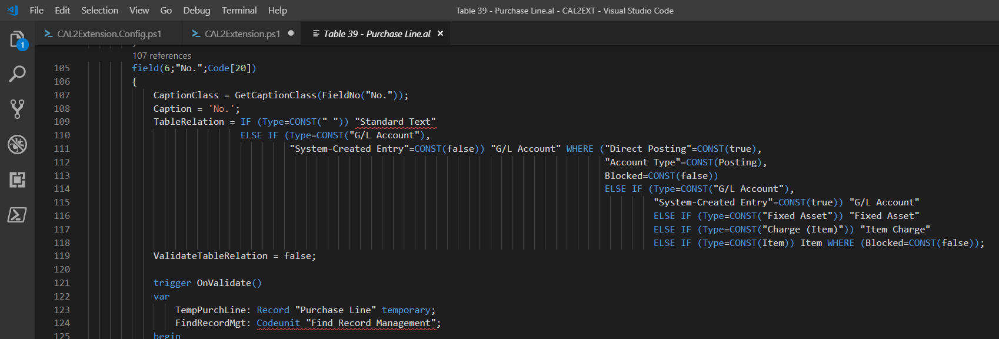 File Edit Selection View Go Debug Terminal Help Table 39 - Purchase Line.al - CAL2EXT - Visual Studio Code
CAL2Extension.Config.ps1 CAL2Extension.ps1 Table 39 - Purchase Line.al
1
107 references
105 field(6;"No.";Code[20])
106 {
107 CaptionClass = GetCaptionClass(FieldNo("No."));
108 Caption = 'No.';
109 TableRelation = IF (Type=CONST(" ")) "Standard Text"
110 ELSE IF (Type=CONST("G/L Account"),
111 "System-Created Entry"=CONST(false)) "G/L Account" WHERE ("Direct Posting"=CONST(true),
112 "Account Type"=CONST(Posting),
113 Blocked=CONST(false))
114 ELSE IF (Type=CONST("G/L Account"),
115 "System-Created Entry"=CONST(true)) "G/L Account"
116 ELSE IF (Type=CONST("Fixed Asset")) "Fixed Asset"
117 ELSE IF (Type=CONST("Charge (Item)")) "Item Charge"
118 ELSE IF (Type=CONST(Item)) Item WHERE (Blocked=CONST(false));
119 ValidateTableRelation = false;
120
121 trigger OnValidate()
122 var
123 TempPurchLine: Record "Purchase Line" temporary;
124 FindRecordMgt: Codeunit "Find Record Management";
125 begin